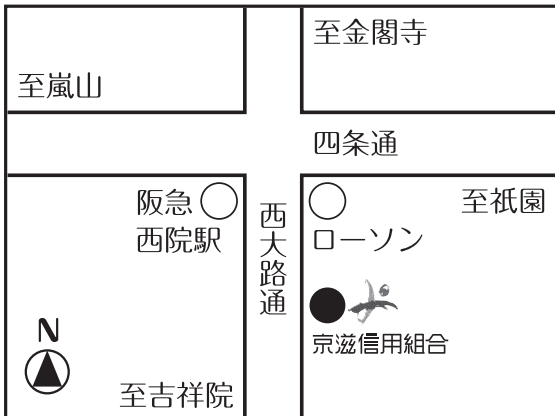 至金閣寺
至嵐山
四条通
阪急
西院駅
西大路通
至祇園
ローソン
京滋信用組合
N
至吉祥院